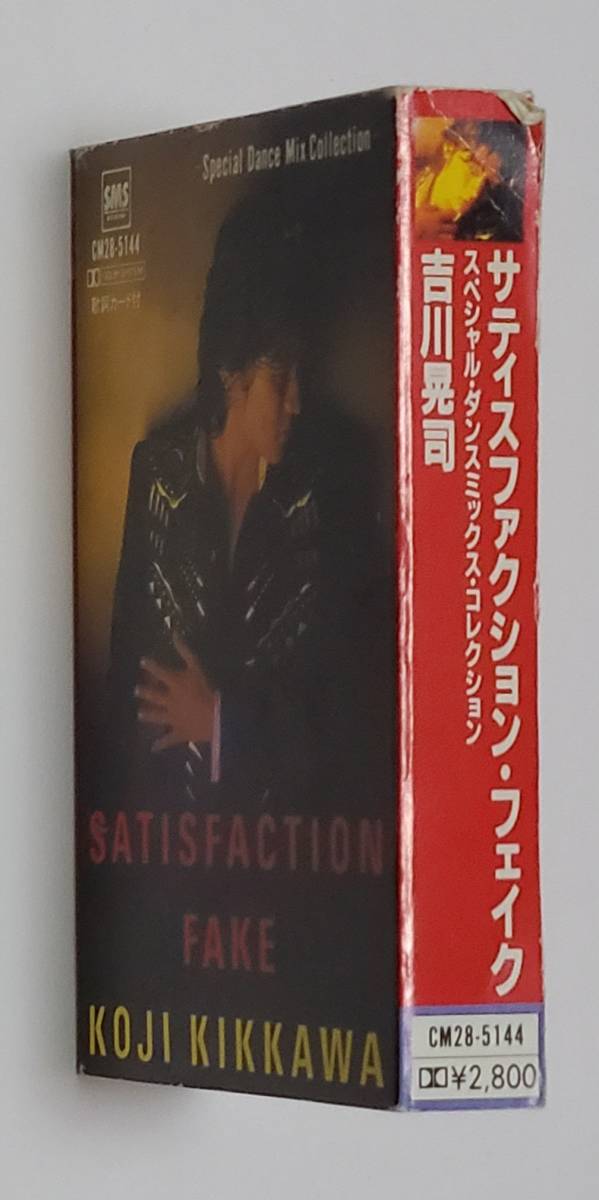 Special Dance Mix Collection
SMS
CM28-5144
歌詞カード付
SATISFACTION
FAKE
KOJI KIKKAWA
サティスファクション・フェイク
スペシャル・ダンスミックス・コレクション
吉川晃司
CM28-5144
¥2,800